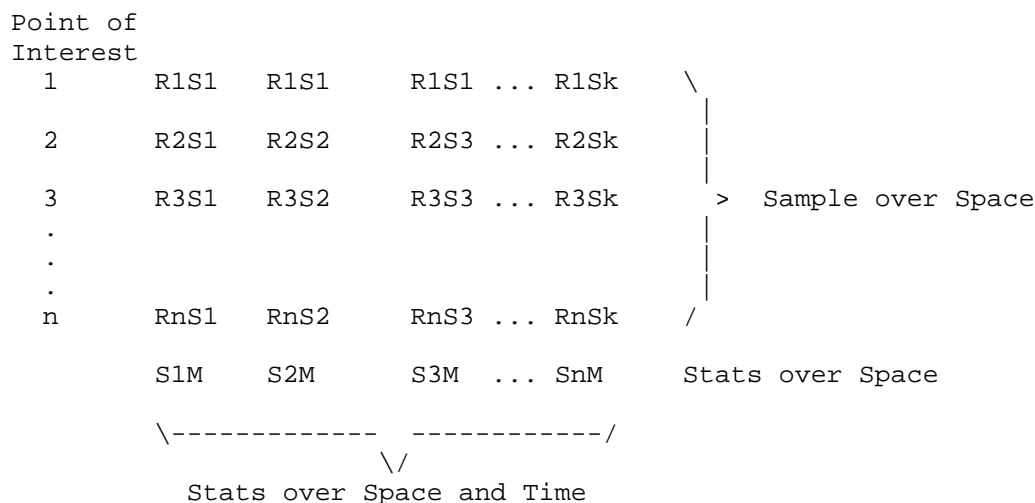 Point of
Interest
1 R1S1 R1S1 R1S1 ... R1Sk \
|
2 R2S1 R2S2 R2S3 ... R2Sk |
|
3 R3S1 R3S2 R3S3 ... R3Sk > Sample over Space
. |
. |
. |
n RnS1 RnS2 RnS3 ... RnSk /
S1M S2M S3M ... SnM Stats over Space
\------------- ------------/
\/
Stats over Space and Time